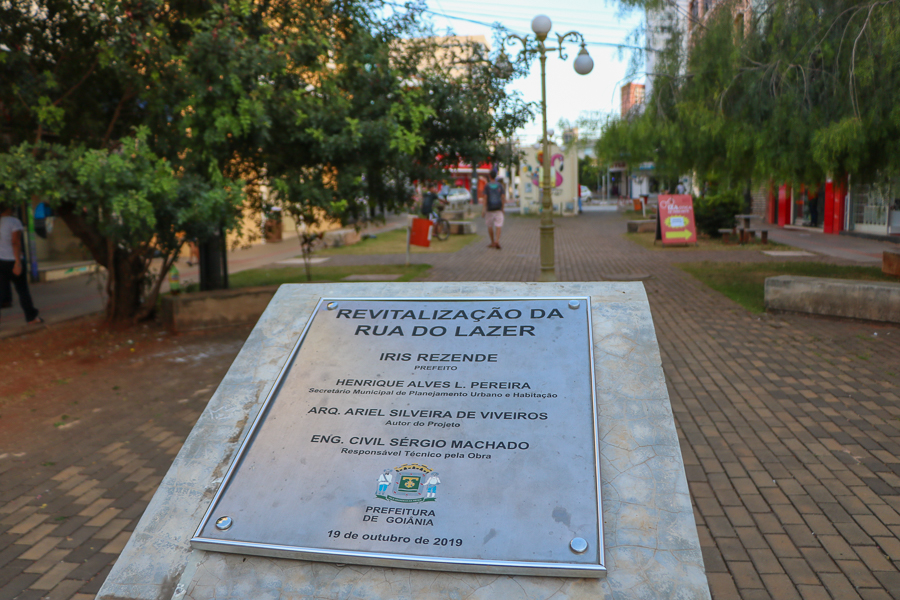 REVITALIZAÇÃO DA
RUA DO LAZER
IRIS REZENDE
PREFEITO
HENRIQUE ALVES L. PEREIRA
Secretário Municipal de Planejamento Urbano e Habitação
ARQ. ARIEL SILVEIRA DE VIVEIROS
Autor do Projeto
ENG. CIVIL SÉRGIO MACHADO
Responsável Técnico pela Obra
PREFEITURA
DE GOIÂNIA
19 de outubro de 2019